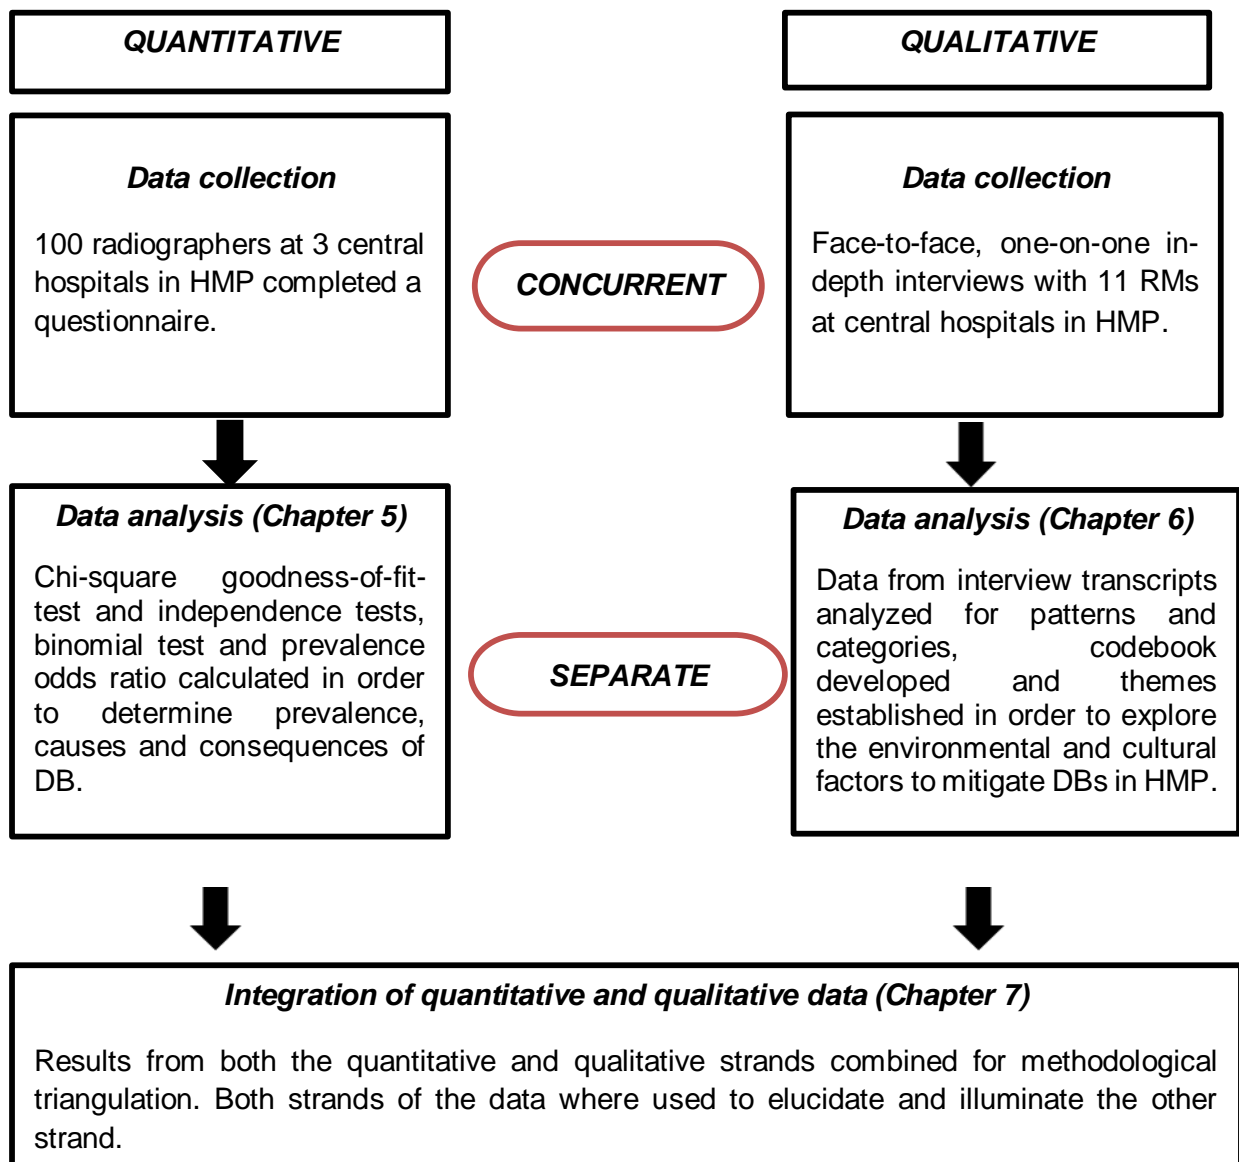 QUANTITATIVE
QUALITATIVE
Data collection
100 radiographers at 3 central
hospitals in HMP completed a
questionnaire.
CONCURRENT
Data collection
Face-to-face, one-on-one in-
depth interviews with 11 RMs
at central hospitals in HMP.
Data analysis (Chapter 5)
Chi-square goodness-of-fit-
test and independence tests,
binomial test and prevalence
odds ratio calculated in order
to determine prevalence,
causes and consequences of
DB.
SEPARATE
Data analysis (Chapter 6)
Data from interview transcripts
analyzed for patterns and
categories, codebook
developed and themes
established in order to explore
the environmental and cultural
factors to mitigate DBs in HMP.
Integration of quantitative and qualitative data (Chapter 7)
Results from both the quantitative and qualitative strands combined for methodological
triangulation. Both strands of the data where used to elucidate and illuminate the other
strand.